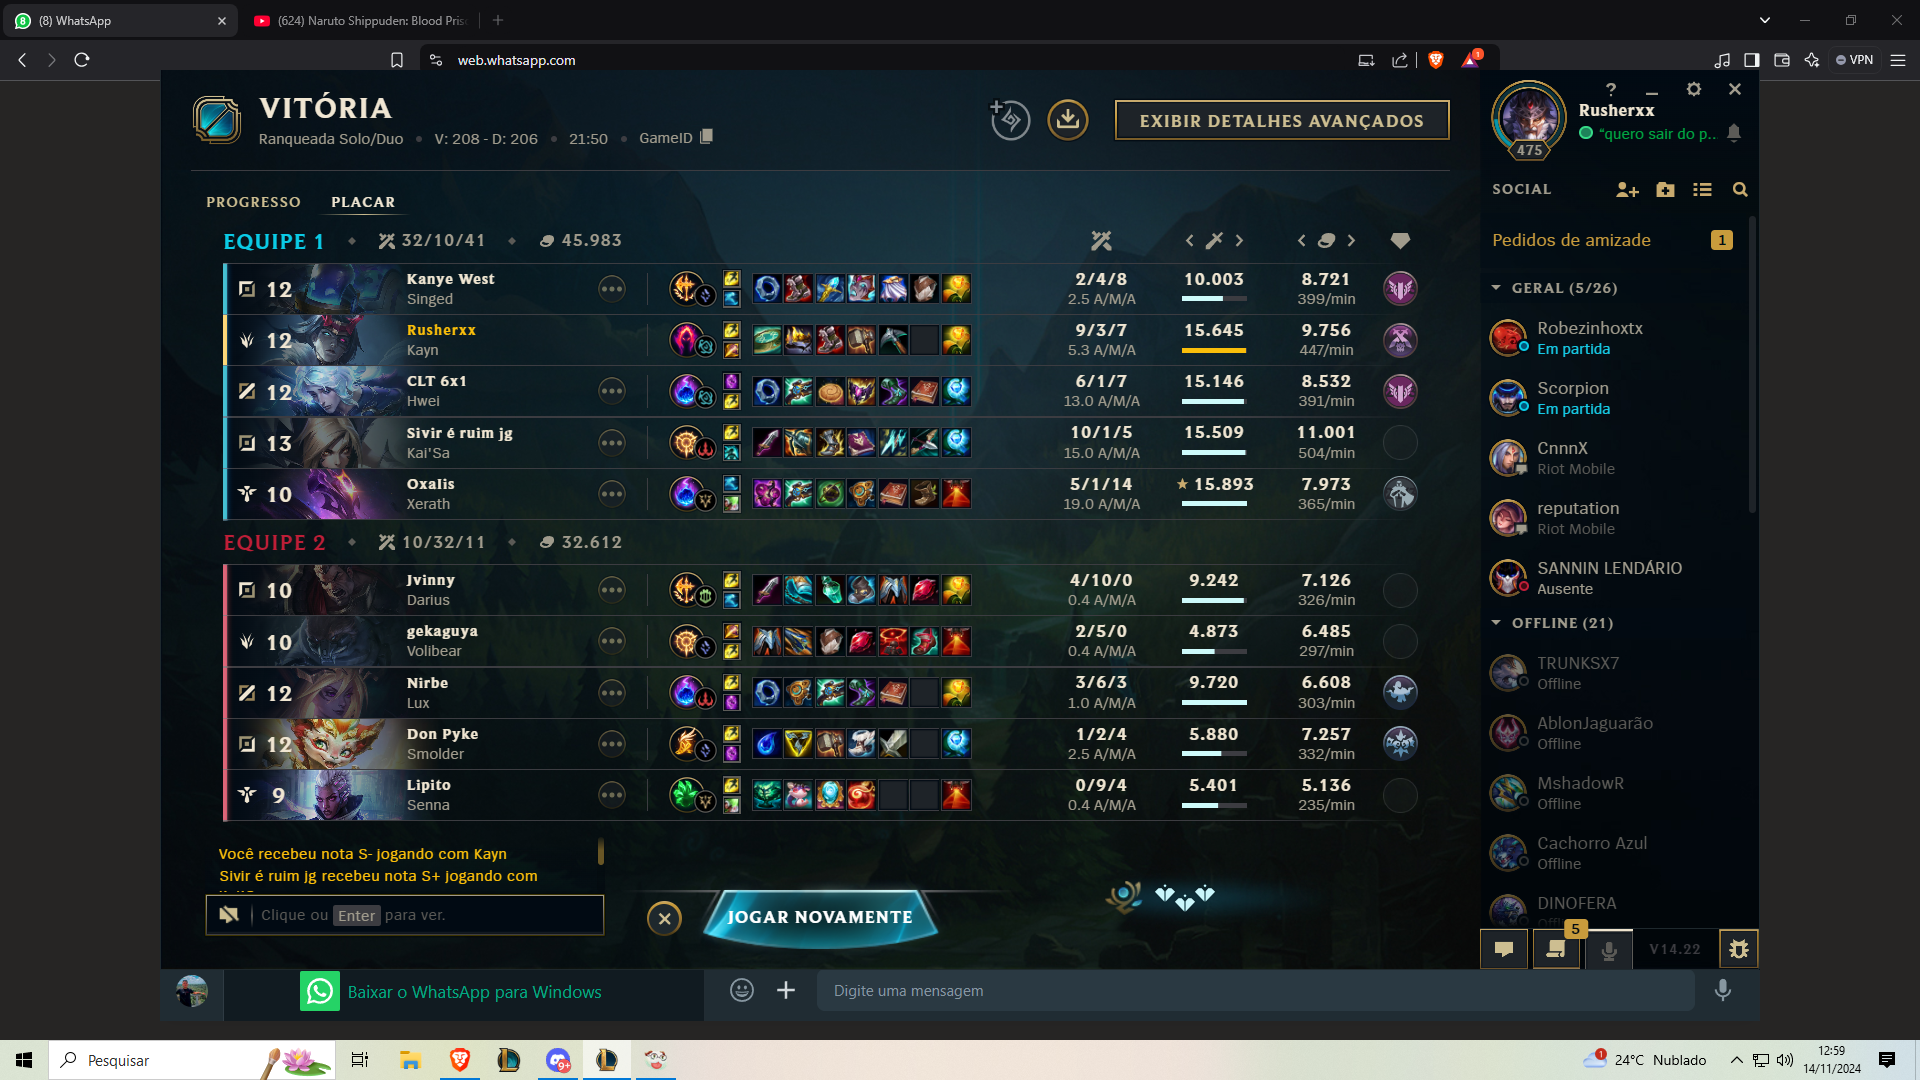 (8) WhatsApp
(624) Naruto Shippuden: Blood Pris
web.whatsapp.com
1
VPN
VITÓRIA
Ranqueada Solo/Duo • V: 208 - D: 206 • 21:50 • GameID
EXIBIR DETALHES AVANÇADOS
PROGRESSO PLACAR
EQUIPE 1 32/10/41 45.983
12 Kanye West 2/4/8 10.003 8.721
Singed 2.5 A/M/A 399/min
12 Rusherxx 9/3/7 15.645 9.756
Kayn 5.3 A/M/A 447/min
12 CLT 6x1 6/1/7 15.146 8.532
Hwei 13.0 A/M/A 391/min
13 Sivir é ruim jg 10/1/5 15.509 11.001
Kai'Sa 15.0 A/M/A 504/min
10 Oxalis 5/1/14 15.893 7.973
Xerath 19.0 A/M/A 365/min
EQUIPE 2 10/32/11 32.612
10 Jvinny 4/10/0 9.242 7.126
Darius 0.4 A/M/A 326/min
10 gekaguya 2/5/0 4.873 6.485
Volibear 0.4 A/M/A 297/min
12 Nirbe 3/6/3 9.720 6.608
Lux 1.0 A/M/A 303/min
12 Don Pyke 1/2/4 5.880 7.257
Smolder 2.5 A/M/A 332/min
9 Lipito 0/9/4 5.401 5.136
Senna 0.4 A/M/A 235/min
Você recebeu nota S- jogando com Kayn
Sivir é ruim jg recebeu nota S+ jogando com
Clique ou Enter para ver.
JOGAR NOVAMENTE
?
Rusherxx
"quero sair do p..
475
SOCIAL
Pedidos de amizade 1
GERAL (5/26)
Robezinhoxtx
Em partida
Scorpion
Em partida
CnnnX
Riot Mobile
reputation
Riot Mobile
SANNIN LENDÁRIO
Ausente
OFFLINE (21)
TRUNKSX7
Offline
AblonJaguarão
Offline
MshadowR
Offline
Cachorro Azul
Offline
DINOFERA
5
V14.22
Baixar o WhatsApp para Windows
Digite uma mensagem
Pesquisar
9+
1
24°C Nublado
12:59
14/11/2024